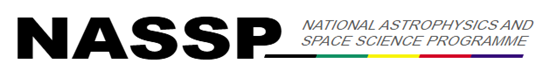 NASSP
NATIONAL ASTROPHYSICS AND
SPACE SCIENCE PROGRAMME